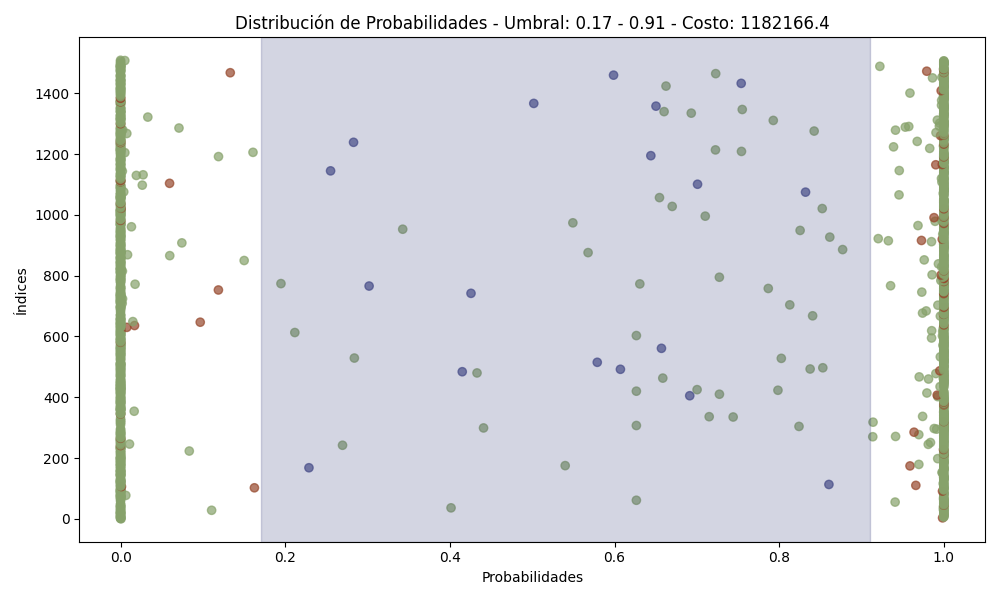 Distribución de Probabilidades - Umbral: 0.17 - 0.91 - Costo: 1182166.4
1400
1200
1000
800
600
400
200
0
Índices
0.0 0.2 0.4 0.6 0.8 1.0
Probabilidades